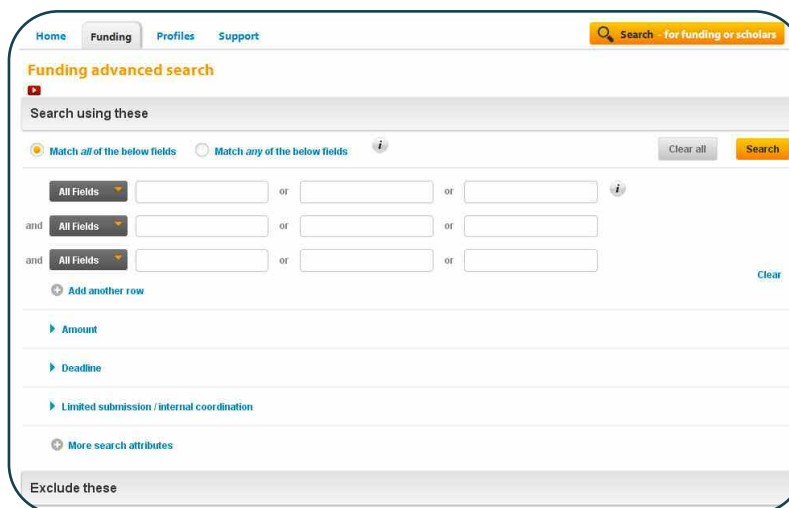 Home Funding Profiles Support Search - for funding or scholars
Funding advanced search
Search using these
Match all of the below fields Match any of the below fields i Clear all Search
All Fields or or i
and All Fields or or
and All Fields or or
Clear
Add another row
Amount
Deadline
Limited submission / internal coordination
More search attributes
Exclude these